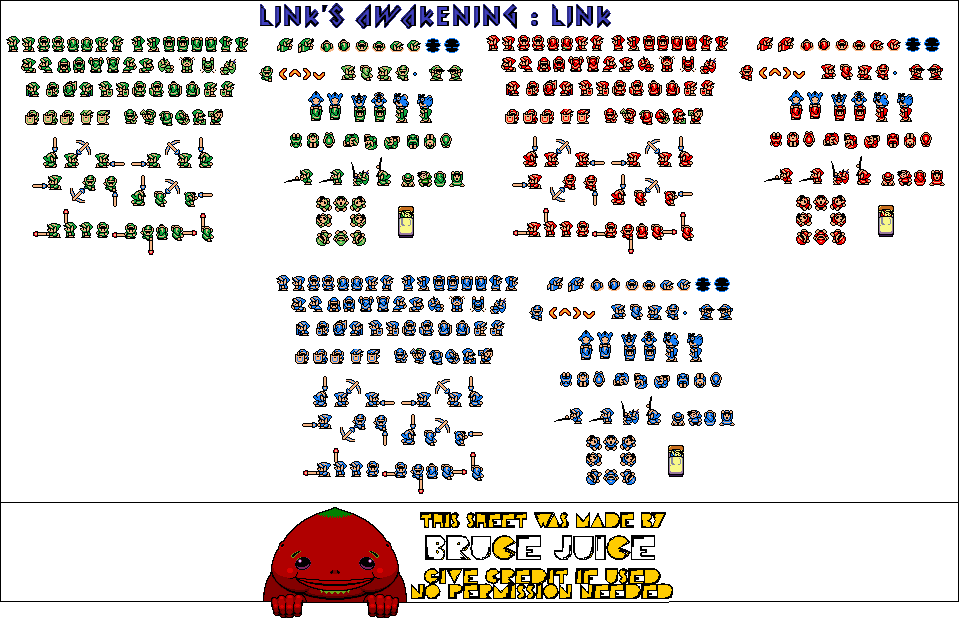 LINK'S AWAKENING : LINK
THIS SHEET WAS MADE BY
BRUCE JUICE
GIVE CREDIT IF USED
NO PERMISSION NEEDED